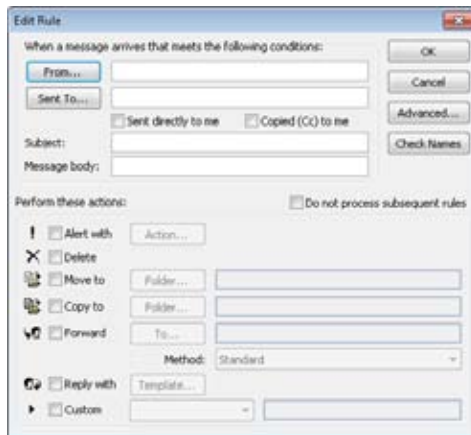 Edit Rule
When a message arrives that meets the following conditions:
From...
Sent To...
Sent directly to me Copied (Cc) to me
Subject:
Message body:
OK
Cancel
Advanced...
Check Names
Perform these actions: Do not process subsequent rules
Alert with Action...
Delete
Move to Folder...
Copy to Folder...
Forward To...
Method: Standard
Reply with Template...
Custom